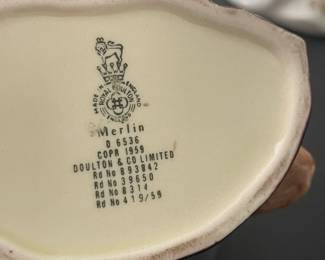 MADE IN ENGLAND
ROYAL DOULTON
ENGLAND
Merlin
D 6536
COPR 1959
DOULTON & CO LIMITED
Rd No 893842
Rd No 39650
Rd No 8314
Rd No 419/59